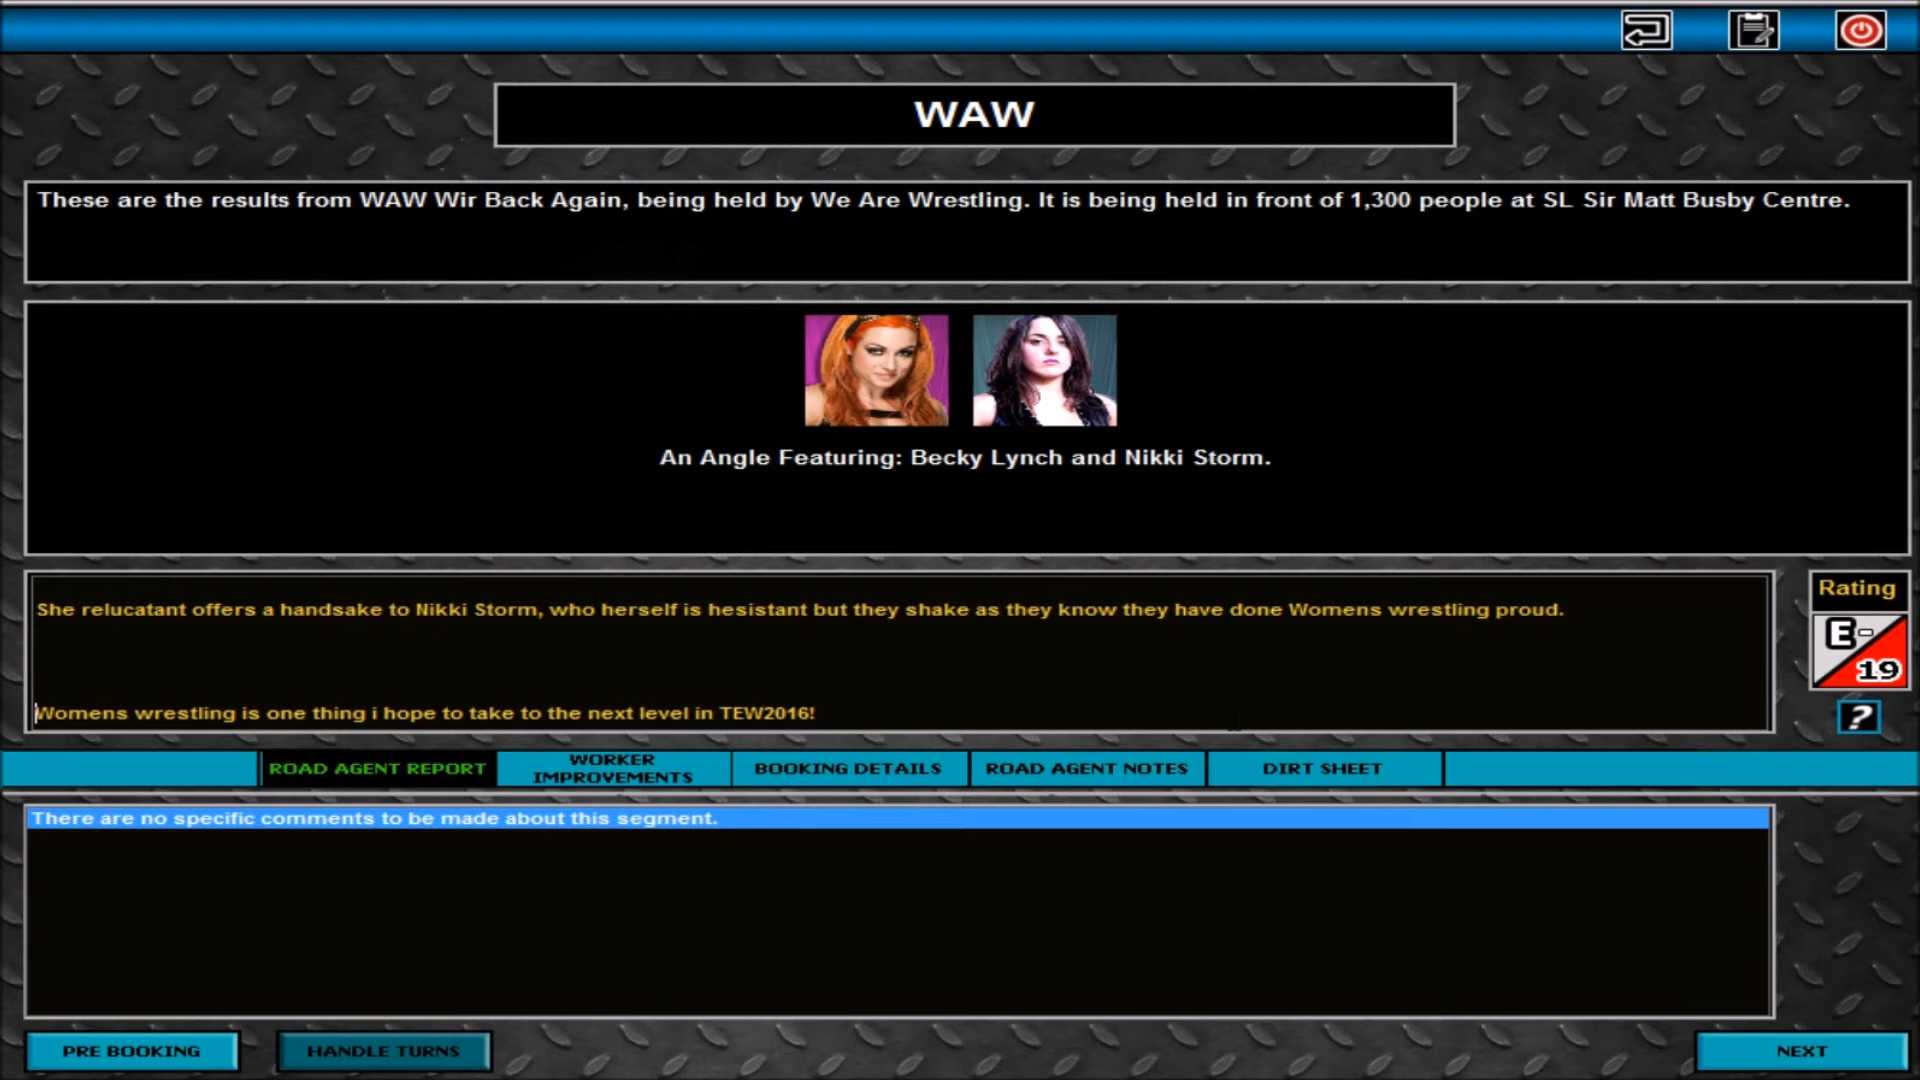 WAW
These are the results from WAW Wir Back Again, being held by We Are Wrestling. It is being held in front of 1,300 people at SL Sir Matt Busby Centre.
An Angle Featuring: Becky Lynch and Nikki Storm.
She relucatant offers a handsake to Nikki Storm, who herself is hesistant but they shake as they know they have done Womens wrestling proud.
Womens wrestling is one thing i hope to take to the next level in TEW2016!
Rating
E-
19
?
ROAD AGENT REPORT
WORKER
IMPROVEMENTS
BOOKING DETAILS
ROAD AGENT NOTES
DIRT SHEET
There are no specific comments to be made about this segment.
PRE BOOKING
HANDLE TURNS
NEXT